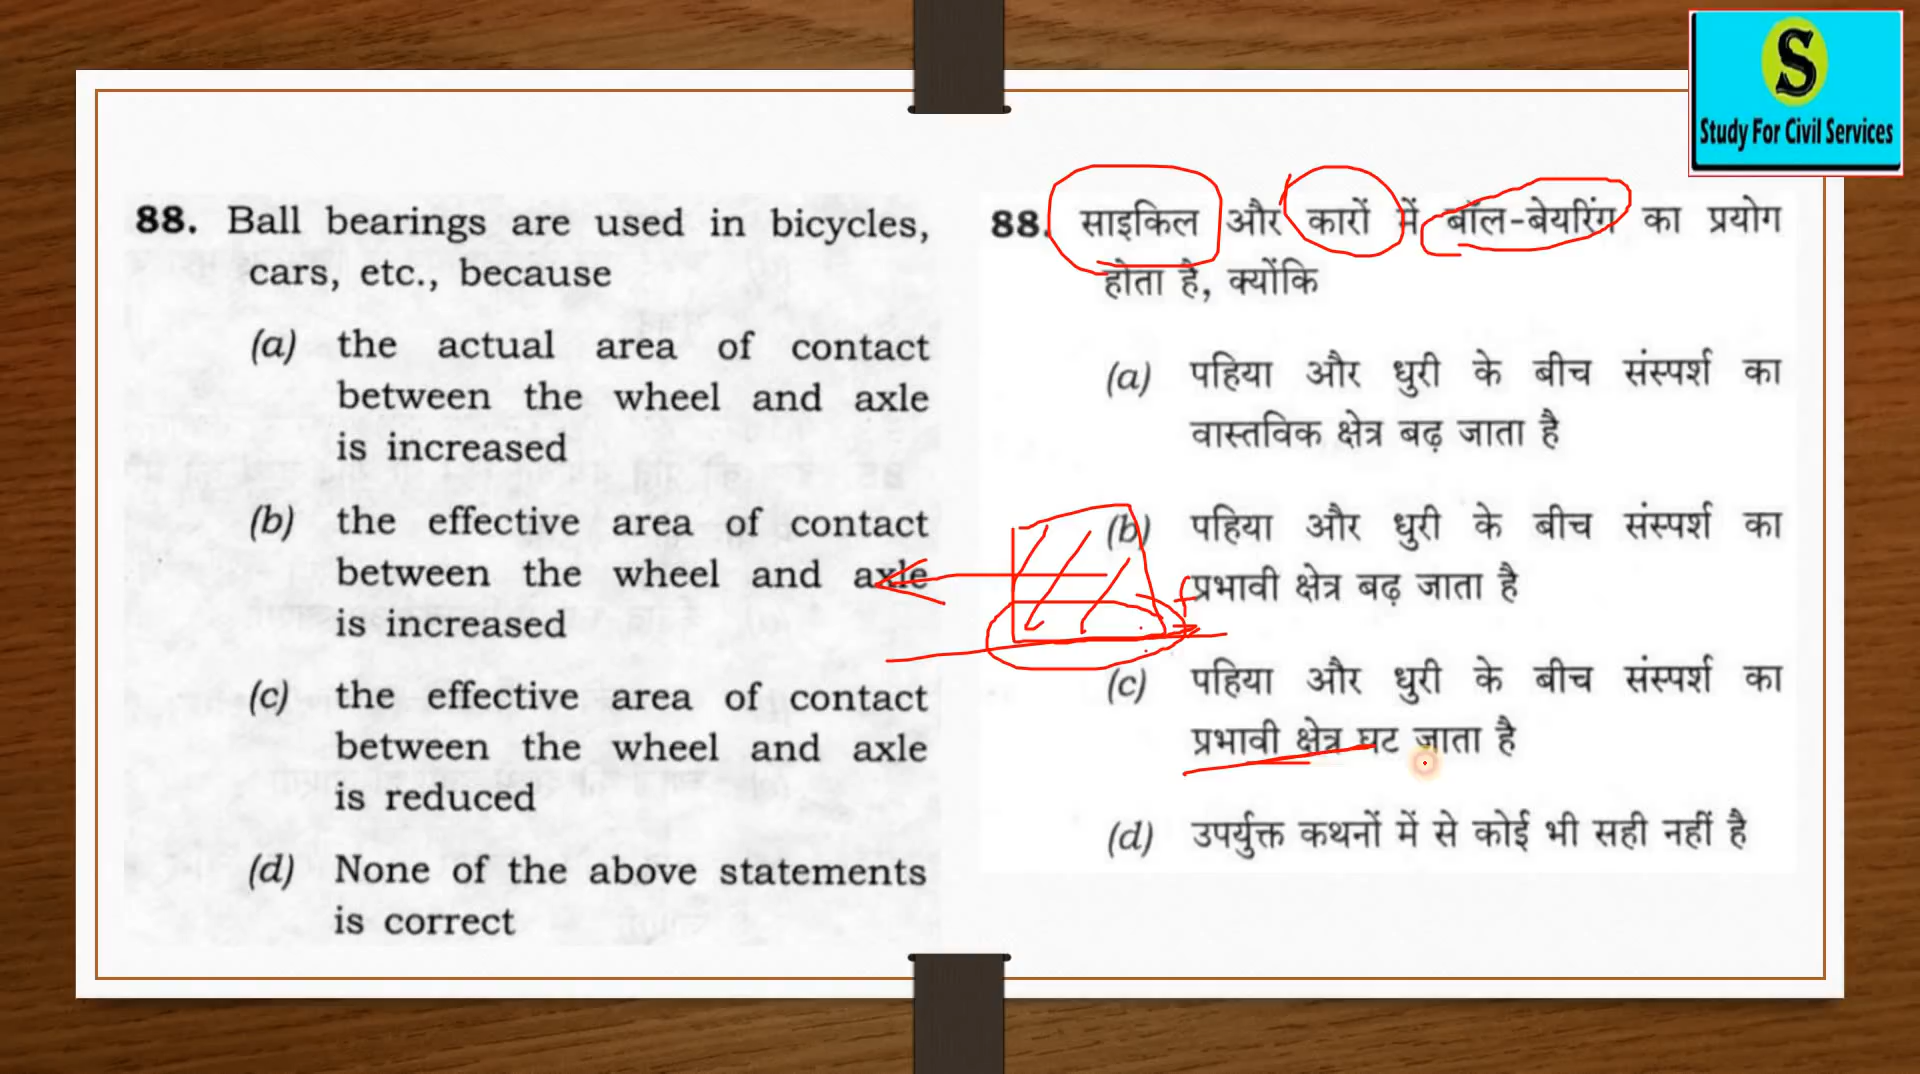 S
Study For Civil Services
88. Ball bearings are used in bicycles,
cars, etc., because
(a) the actual area of contact
between the wheel and axle
is increased
(b) the effective area of contact
between the wheel and axle
is increased
(c) the effective area of contact
between the wheel and axle
is reduced
(d) None of the above statements
is correct
88. साइकिल और कारों में बॉल-बेयरिंग का प्रयोग
होता है, क्योंकि
(a) पहिया और धुरी के बीच संस्पर्श का
वास्तविक क्षेत्र बढ़ जाता है
(b) पहिया और धुरी के बीच संस्पर्श का
प्रभावी क्षेत्र बढ़ जाता है
(c) पहिया और धुरी के बीच संस्पर्श का
प्रभावी क्षेत्र घट जाता है
(d) उपर्युक्त कथनों में से कोई भी सही नहीं है